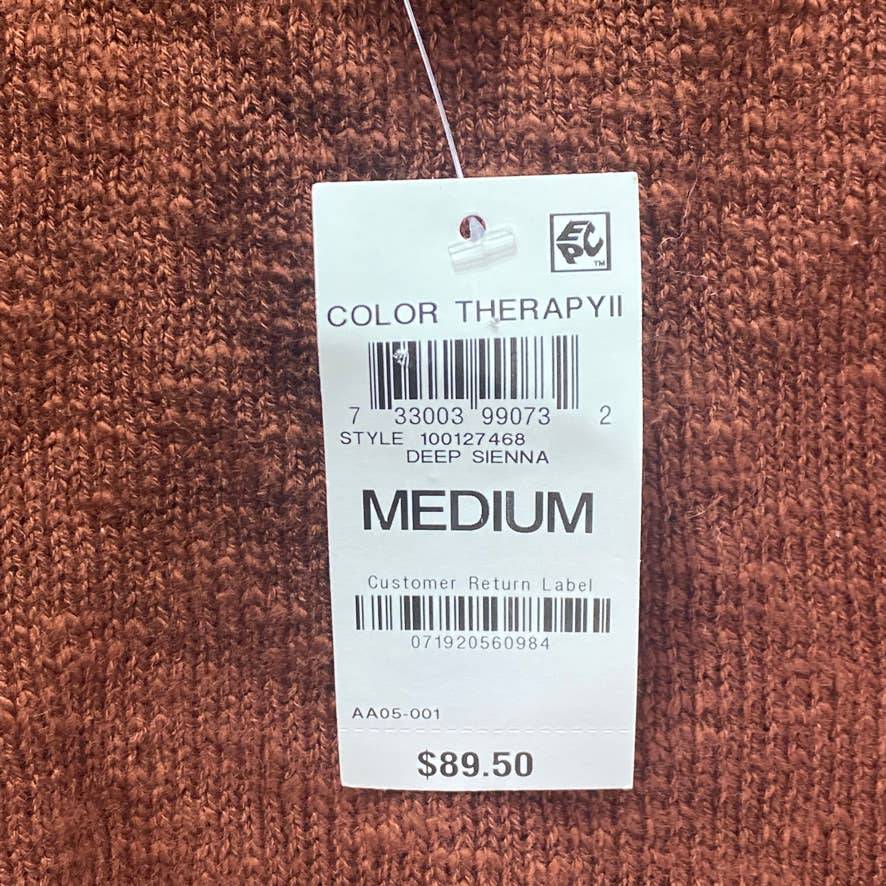 EPC
TM
COLOR THERAPYII
7 33003 99073 2
STYLE 100127468
DEEP SIENNA
MEDIUM
Customer Return Label
071920560984
AA05-001
$89.50